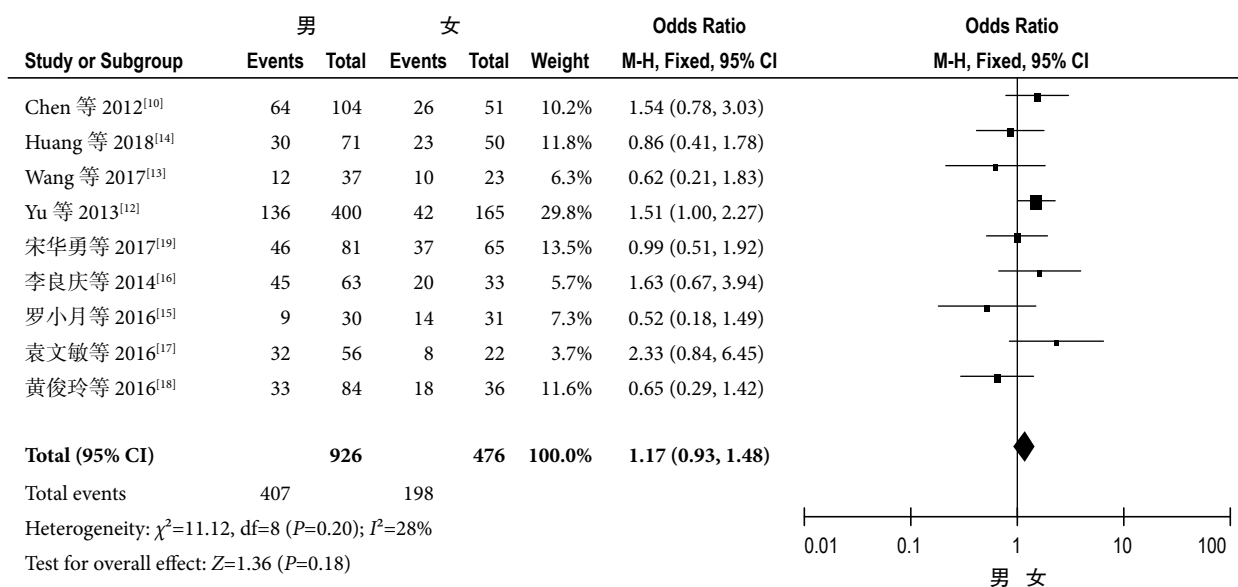 男 女 Odds Ratio Odds Ratio
Study or Subgroup Events Total Events Total Weight M-H, Fixed, 95% CI M-H, Fixed, 95% CI
Chen 等 2012[10] 64 104 26 51 10.2% 1.54 (0.78, 3.03)
Huang 等 2018[14] 30 71 23 50 11.8% 0.86 (0.41, 1.78)
Wang 等 2017[13] 12 37 10 23 6.3% 0.62 (0.21, 1.83)
Yu 等 2013[12] 136 400 42 165 29.8% 1.51 (1.00, 2.27)
宋华勇等 2017[19] 46 81 37 65 13.5% 0.99 (0.51, 1.92)
李良庆等 2014[16] 45 63 20 33 5.7% 1.63 (0.67, 3.94)
罗小月等 2016[15] 9 30 14 31 7.3% 0.52 (0.18, 1.49)
袁文敏等 2016[17] 32 56 8 22 3.7% 2.33 (0.84, 6.45)
黄俊玲等 2016[18] 33 84 18 36 11.6% 0.65 (0.29, 1.42)
Total (95% CI) 926 476 100.0% 1.17 (0.93, 1.48)
Total events 407 198
Heterogeneity: χ²=11.12, df=8 (P=0.20); I²=28%
Test for overall effect: Z=1.36 (P=0.18)
0.01 0.1 1 10 100
男 女